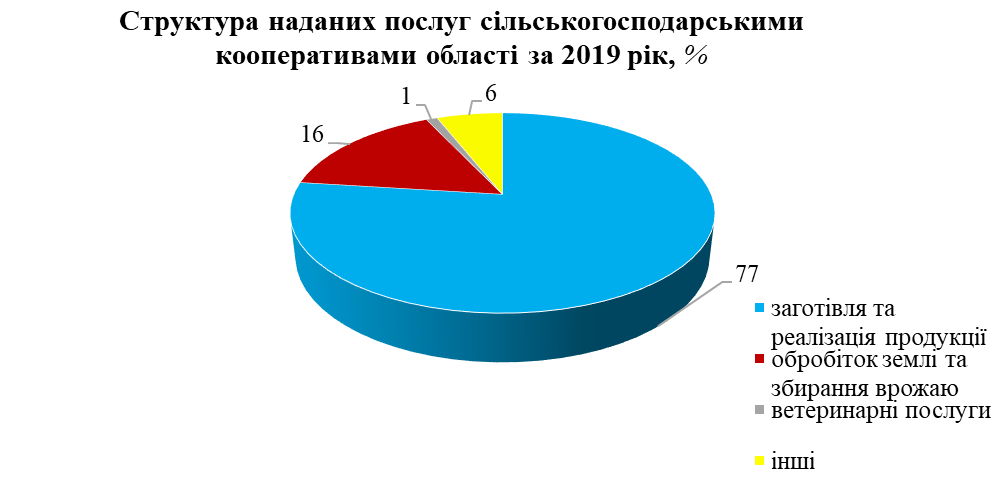 Структура наданих послуг сільськогосподарськими
кооперативами області за 2019 рік, %
1
6
16
77
заготівля та
реалізація продукції
обробіток землі та
збирання врожаю
ветеринарні послуги
інші